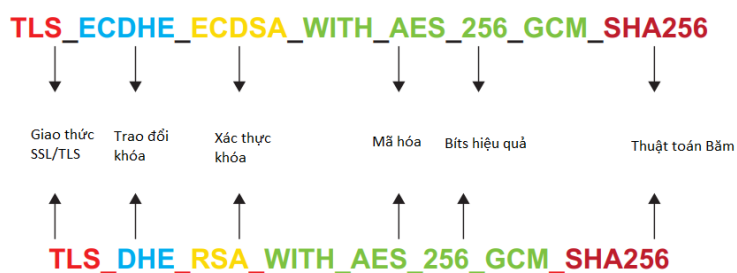 TLS_ECDHE_ECDSA_WITH_AES_256_GCM_SHA256
Giao thức SSL/TLS
Trao đổi khóa
Xác thực khóa
Mã hóa
Bíts hiệu quả
Thuật toán Băm
TLS_DHE_RSA_WITH_AES_256_GCM_SHA256